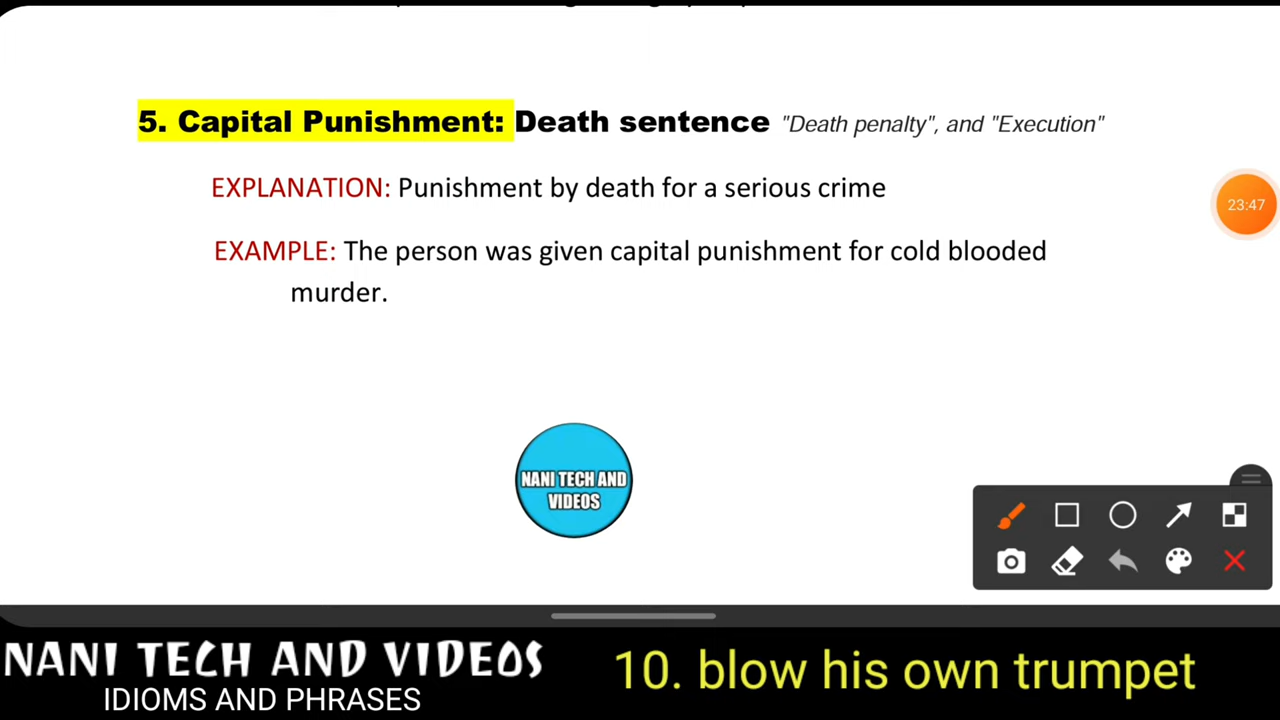 5. Capital Punishment: Death sentence "Death penalty", and "Execution"
EXPLANATION: Punishment by death for a serious crime
23:47
EXAMPLE: The person was given capital punishment for cold blooded
murder.
NANI TECH AND
VIDEOS
NANI TECH AND VIDEOS
IDIOMS AND PHRASES
10. blow his own trumpet